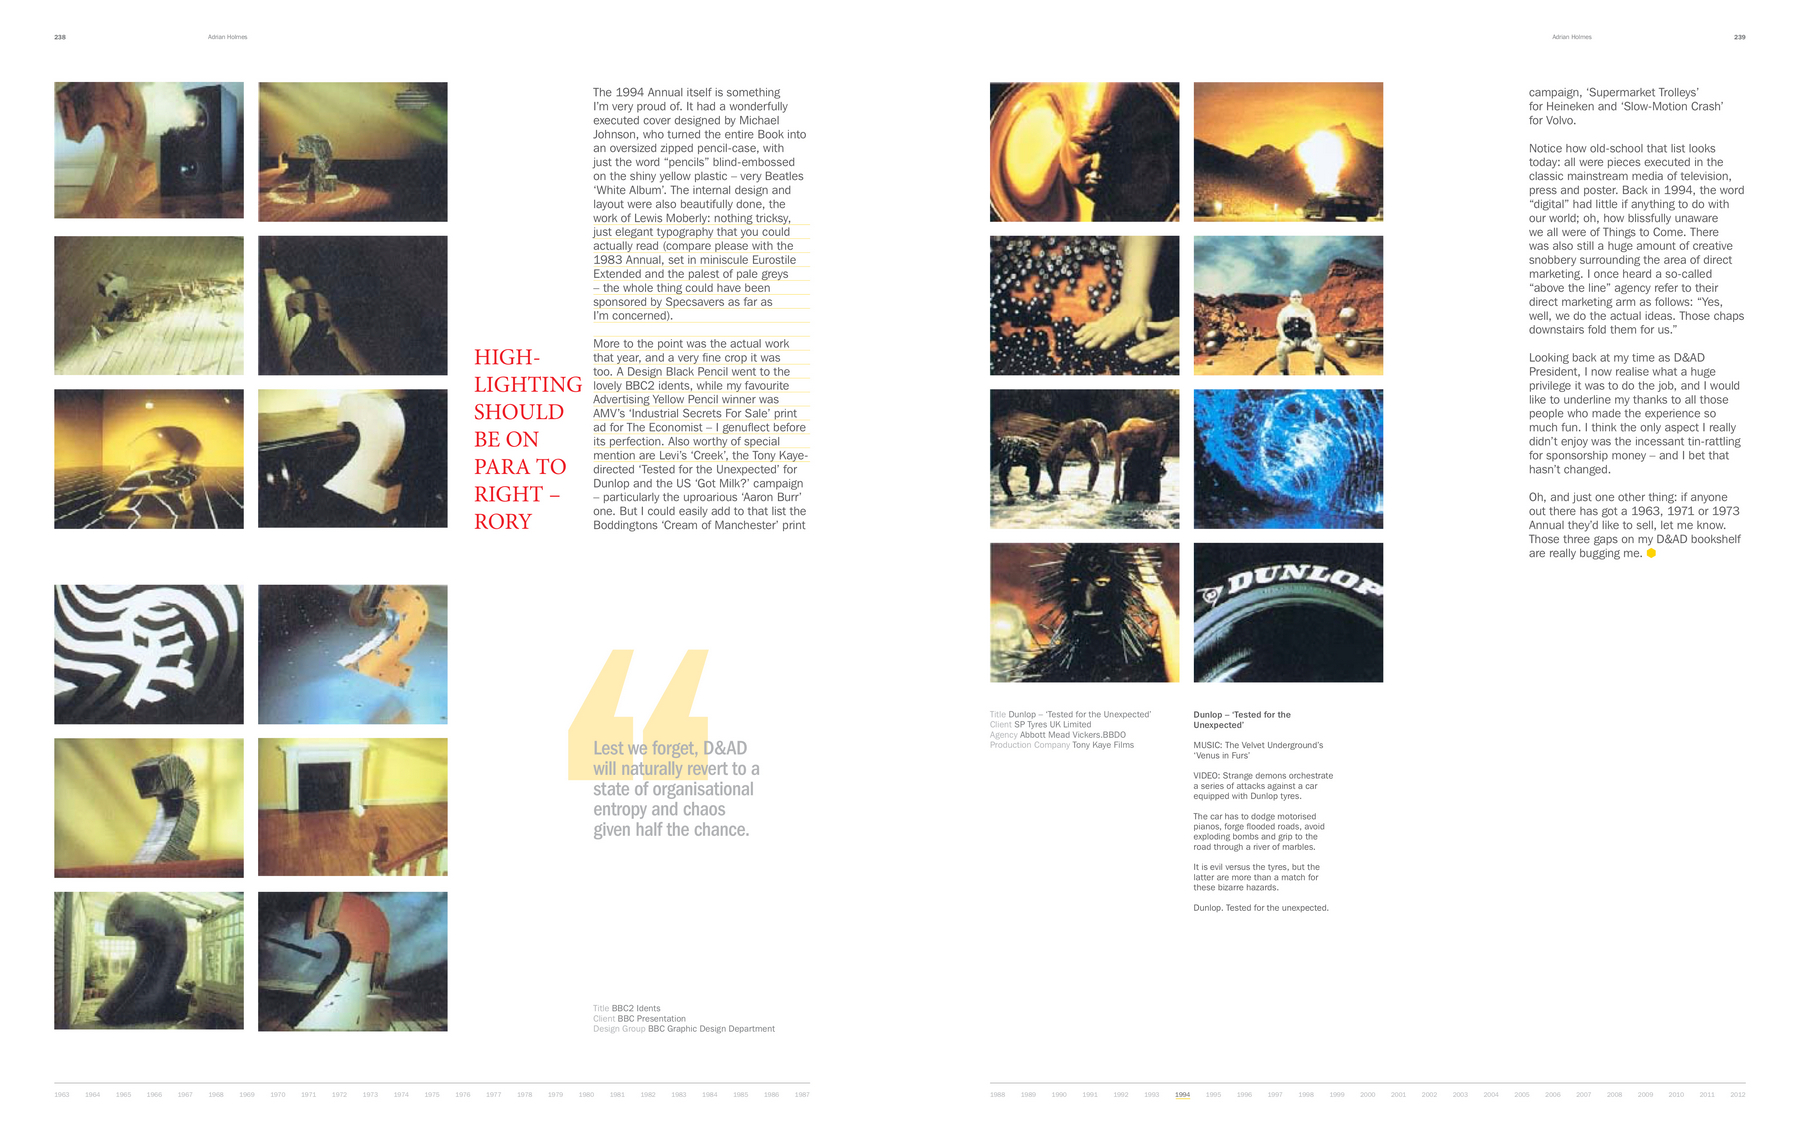 238
Adrian Holmes
HIGH-
LIGHTING
SHOULD
BE ON
PARA TO
RIGHT –
RORY
The 1994 Annual itself is something
I'm very proud of. It had a wonderfully
executed cover designed by Michael
Johnson, who turned the entire Book into
an oversized zipped pencil-case, with
just the word “pencils” blind-embossed
on the shiny yellow plastic – very Beatles
‘White Album’. The internal design and
layout were also beautifully done, the
work of Lewis Moberly: nothing tricksy,
just elegant typography that you could
actually read (compare please with the
1983 Annual, set in miniscule Eurostile
Extended and the palest of pale greys
– the whole thing could have been
sponsored by Specsavers as far as
I'm concerned).
More to the point was the actual work
that year, and a very fine crop it was
too. A Design Black Pencil went to the
lovely BBC2 idents, while my favourite
Advertising Yellow Pencil winner was
AMV's ‘Industrial Secrets For Sale’ print
ad for The Economist – I genuflect before
its perfection. Also worthy of special
mention are Levi's ‘Creek’, the Tony Kaye-
directed ‘Tested for the Unexpected’ for
Dunlop and the US ‘Got Milk?’ campaign
– particularly the uproarious ‘Aaron Burr’
one. But I could easily add to that list the
Boddingtons ‘Cream of Manchester’ print
“
Lest we forget, D&AD
will naturally revert to a
state of organisational
entropy and chaos
given half the chance.
Title BBC2 Idents
Client BBC Presentation
Design Group BBC Graphic Design Department
1963 1964 1965 1966 1967 1968 1969 1970 1971 1972 1973 1974 1975 1976 1977 1978 1979 1980 1981 1982 1983 1984 1985 1986 1987
Adrian Holmes
239
DUNLOP
Title Dunlop – ‘Tested for the Unexpected’
Client SP Tyres UK Limited
Agency Abbott Mead Vickers.BBDO
Production Company Tony Kaye Films
Dunlop – ‘Tested for the
Unexpected’
MUSIC: The Velvet Underground's
‘Venus in Furs’
VIDEO: Strange demons orchestrate
a series of attacks against a car
equipped with Dunlop tyres.
The car has to dodge motorised
pianos, forge flooded roads, avoid
exploding bombs and grip to the
road through a river of marbles.
It is evil versus the tyres, but the
latter are more than a match for
these bizarre hazards.
Dunlop. Tested for the unexpected.
campaign, ‘Supermarket Trolleys’
for Heineken and ‘Slow-Motion Crash’
for Volvo.
Notice how old-school that list looks
today: all were pieces executed in the
classic mainstream media of television,
press and poster. Back in 1994, the word
“digital” had little if anything to do with
our world; oh, how blissfully unaware
we all were of Things to Come. There
was also still a huge amount of creative
snobbery surrounding the area of direct
marketing. I once heard a so-called
“above the line” agency refer to their
direct marketing arm as follows: “Yes,
well, we do the actual ideas. Those chaps
downstairs fold them for us.”
Looking back at my time as D&AD
President, I now realise what a huge
privilege it was to do the job, and I would
like to underline my thanks to all those
people who made the experience so
much fun. I think the only aspect I really
didn't enjoy was the incessant tin-rattling
for sponsorship money – and I bet that
hasn't changed.
Oh, and just one other thing: if anyone
out there has got a 1963, 1971 or 1973
Annual they'd like to sell, let me know.
Those three gaps on my D&AD bookshelf
are really bugging me.
1988 1989 1990 1991 1992 1993 1994 1995 1996 1997 1998 1999 2000 2001 2002 2003 2004 2005 2006 2007 2008 2009 2010 2011 2012